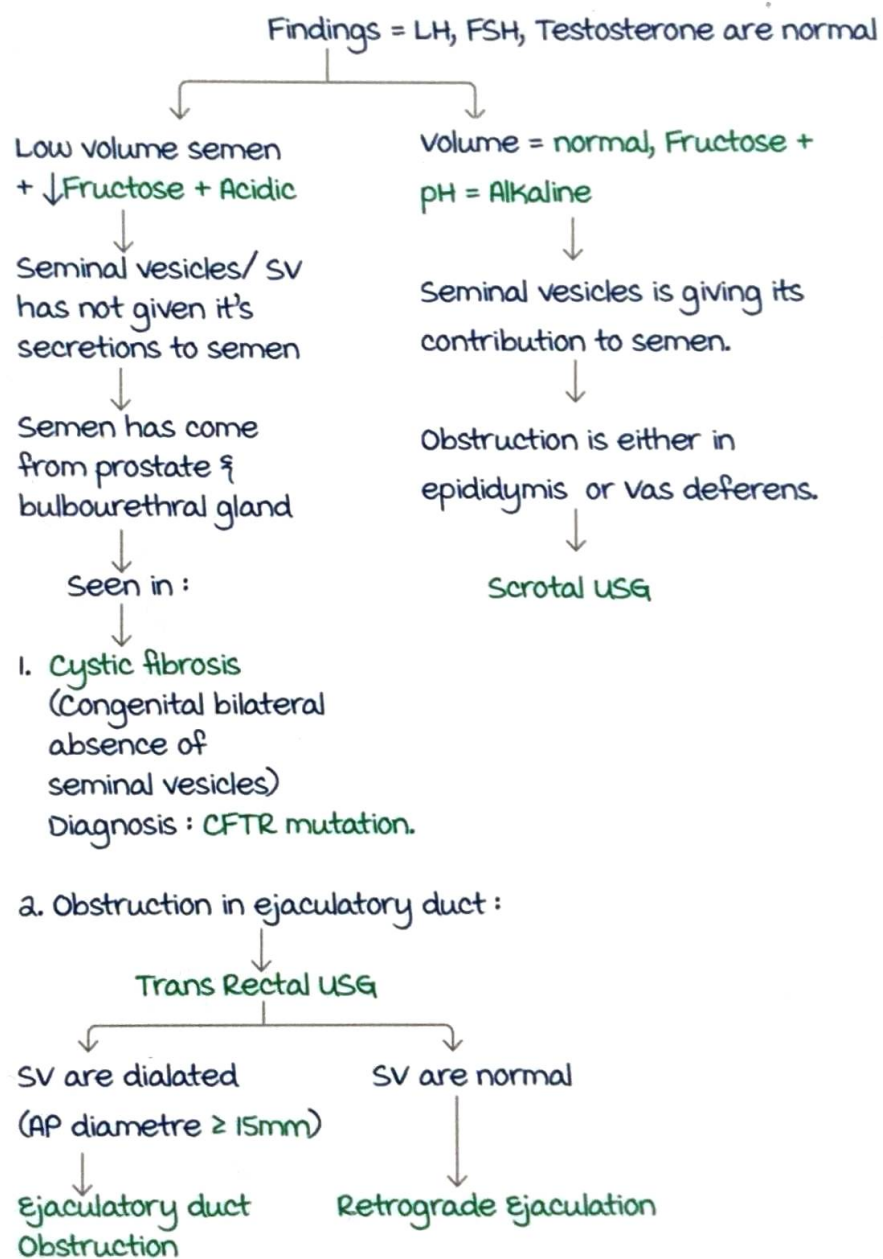 Findings = LH, FSH, Testosterone are normal
Low volume semen
+ ↓Fructose + Acidic
Seminal vesicles/ SV
has not given it's
secretions to semen
Semen has come
from prostate &
bulbourethral gland
Seen in :
1. Cystic fibrosis
(Congenital bilateral
absence of
seminal vesicles)
Diagnosis : CFTR mutation.
Volume = normal, Fructose +
pH = Alkaline
Seminal vesicles is giving its
contribution to semen.
Obstruction is either in
epididymis or vas deferens.
Scrotal USG
2. Obstruction in ejaculatory duct :
Trans Rectal USG
SV are dialated
(AP diametre ≥ 15mm)
Ejaculatory duct
Obstruction
SV are normal
Retrograde Ejaculation